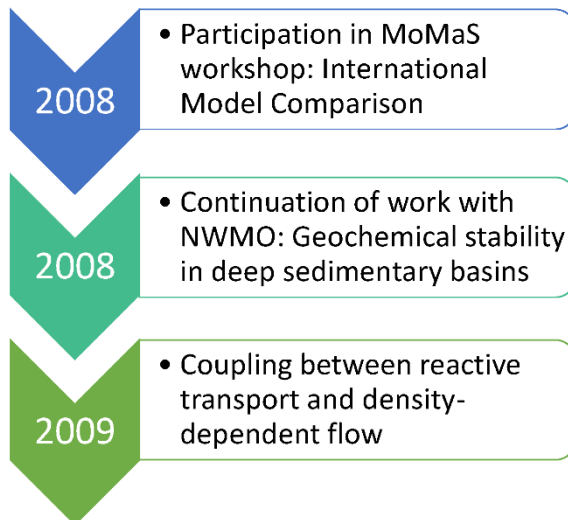 2008
• Participation in MoMaS
workshop: International
Model Comparison
2008
• Continuation of work with
NWMO: Geochemical stability
in deep sedimentary basins
2009
• Coupling between reactive
transport and density-
dependent flow